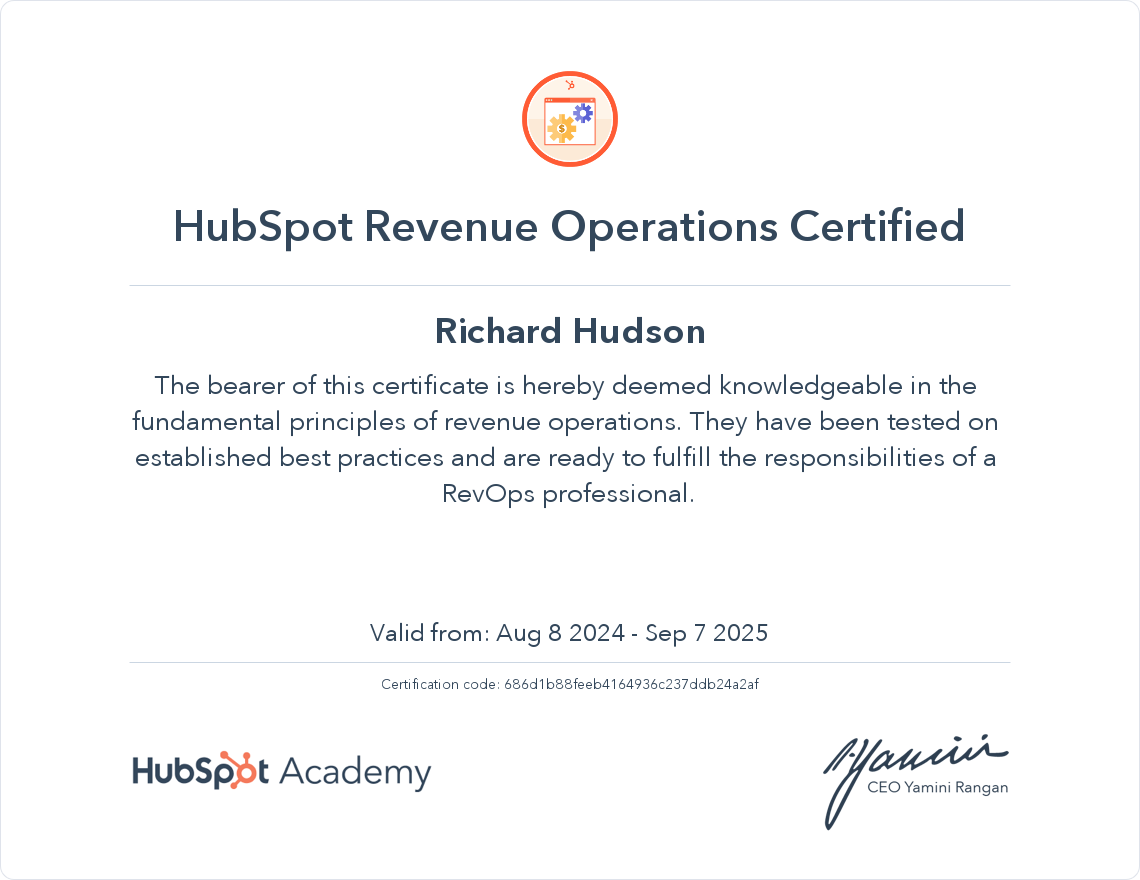 $
HubSpot Revenue Operations Certified
Richard Hudson
The bearer of this certificate is hereby deemed knowledgeable in the
fundamental principles of revenue operations. They have been tested on
established best practices and are ready to fulfill the responsibilities of a
RevOps professional.
Valid from: Aug 8 2024 - Sep 7 2025
Certification code: 686d1b88feeb4164936c237ddb24a2af
HubSpot Academy
CEO Yamini Rangan